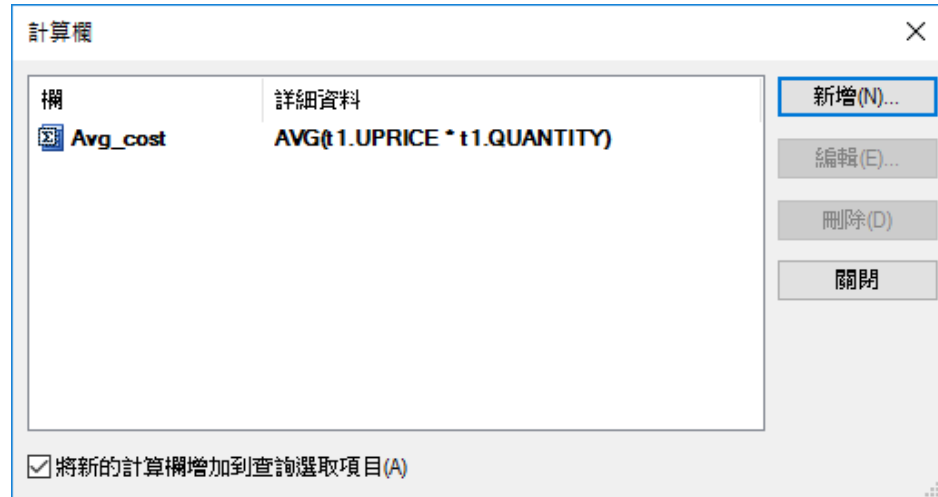 計算欄
欄 詳細資料
Avg_cost AVG(t1.UPRICE * t1.QUANTITY)
新增(N)...
編輯(E)...
刪除(D)
關閉
將新的計算欄增加到查詢選取項目(A)